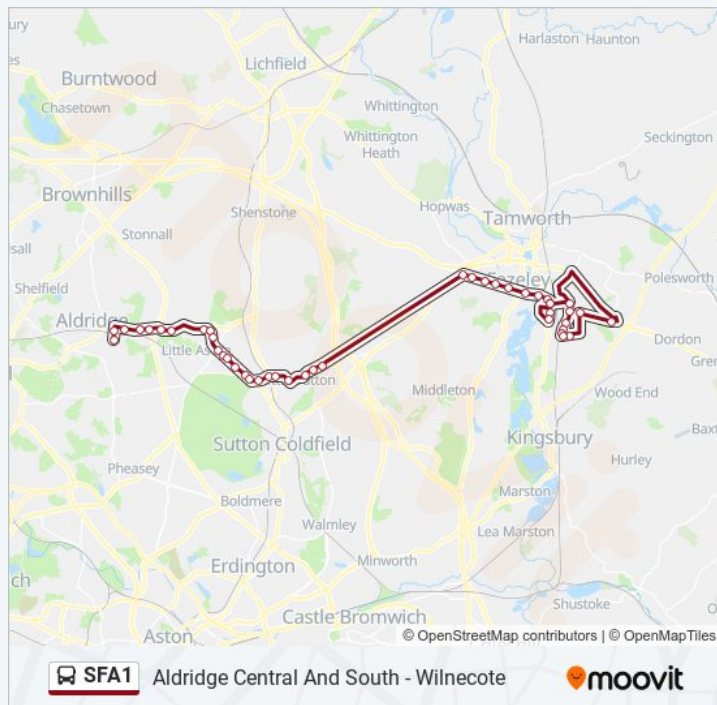 Harlaston
Haunton
Lichfield
Burntwood
Chasetown
Whittington
Whittington
Heath
Seckington
Brownhills
Hopwas
Shenstone
Tamworth
Stonnall
Shelfield
Fazeley
Polesworth
Aldridge
Little Aston
Dordon
Middleton
Wood End
Sutton Coldfield
Kingsbury
Pheasey
Hurley
Boldmere
Marston
Walmley
Lea Marston
Erdington
Minworth
Shustoke
Castle Bromwich
Aston
© OpenStreetMap contributors | © OpenMapTiles
SFA1 Aldridge Central And South - Wilnecote
moovit